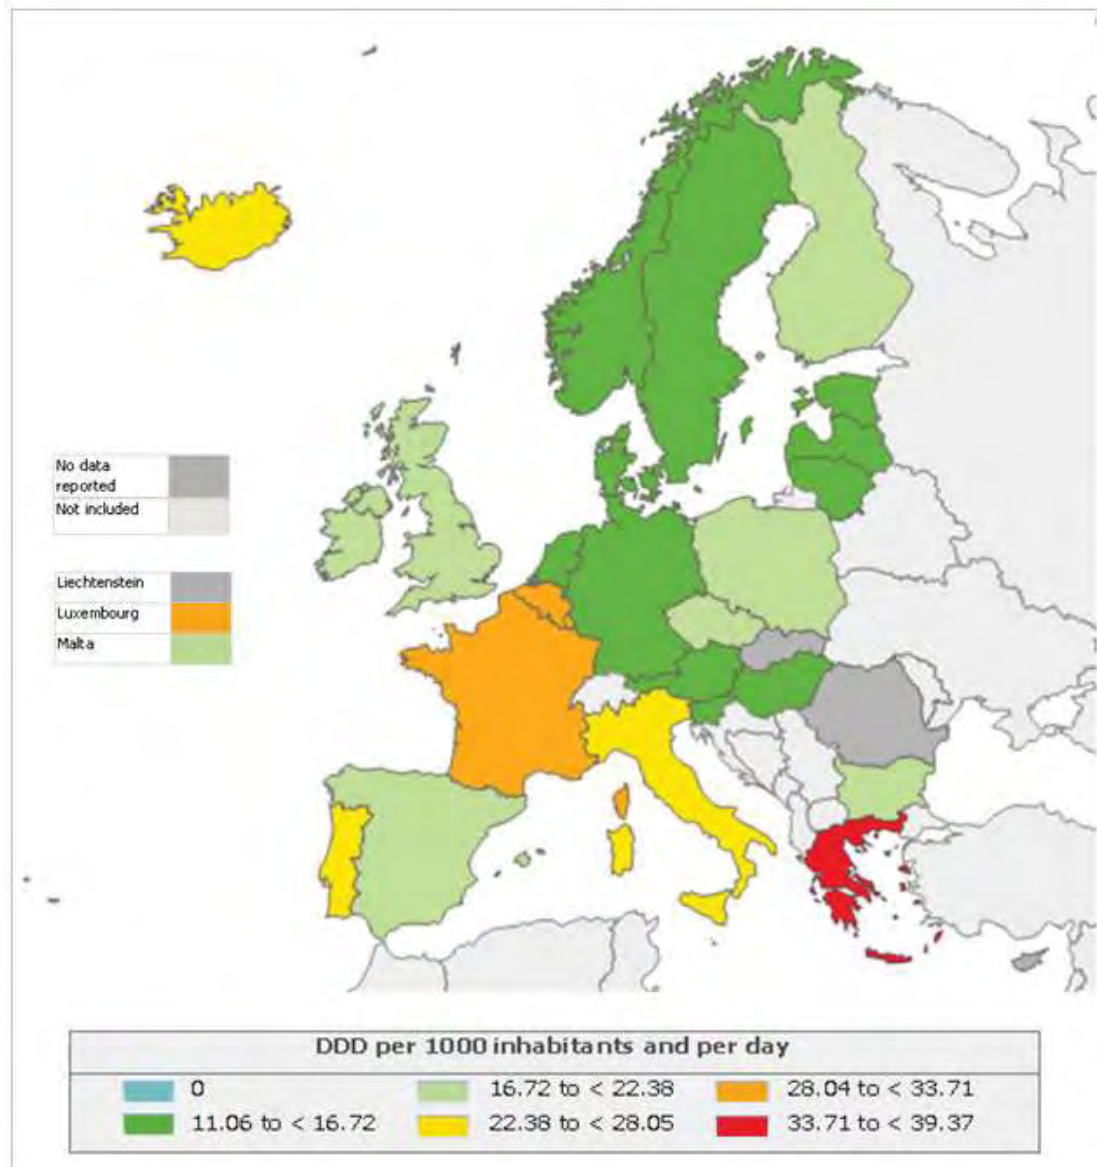 No data
reported
Not included
Liechtenstein
Luxembourg
Malta
DDD per 1000 inhabitants and per day
0
16.72 to < 22.38
28.04 to < 33.71
11.06 to < 16.72
22.38 to < 28.05
33.71 to < 39.37